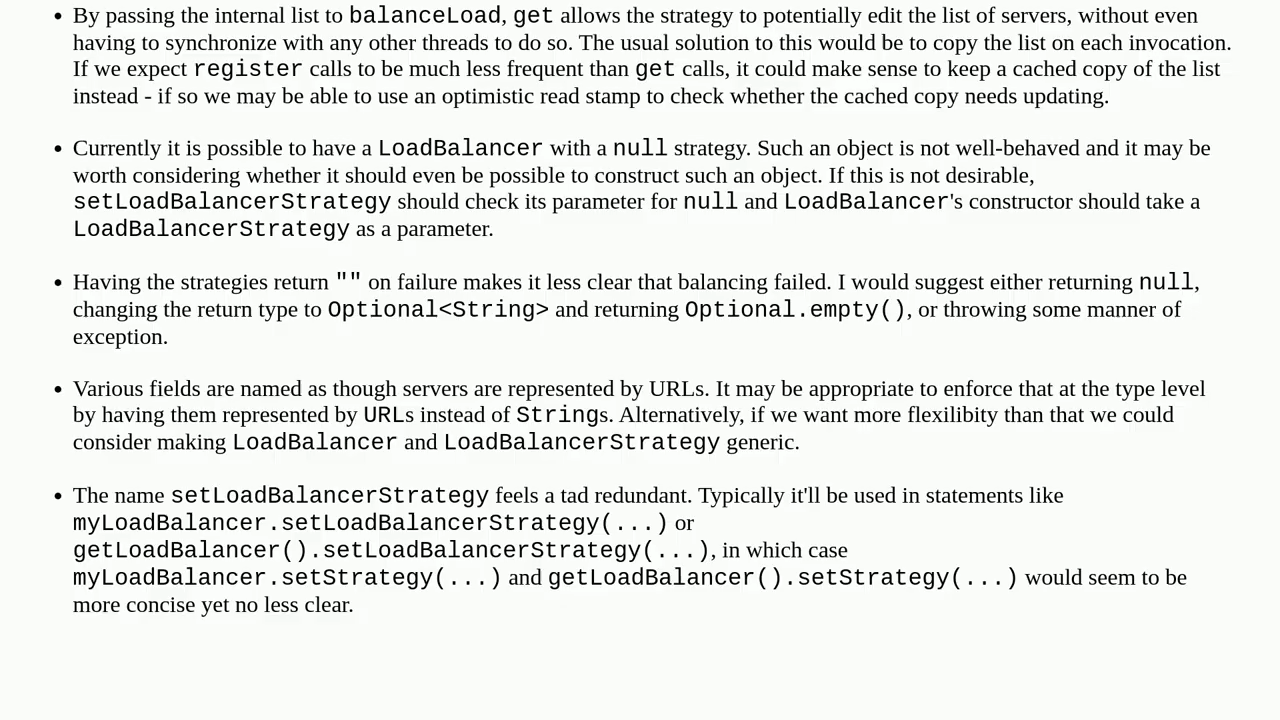 • By passing the internal list to balanceLoad, get allows the strategy to potentially edit the list of servers, without even
having to synchronize with any other threads to do so. The usual solution to this would be to copy the list on each invocation.
If we expect register calls to be much less frequent than get calls, it could make sense to keep a cached copy of the list
instead - if so we may be able to use an optimistic read stamp to check whether the cached copy needs updating.
• Currently it is possible to have a LoadBalancer with a null strategy. Such an object is not well-behaved and it may be
worth considering whether it should even be possible to construct such an object. If this is not desirable,
setLoadBalancerStrategy should check its parameter for null and LoadBalancer's constructor should take a
LoadBalancerStrategy as a parameter.
• Having the strategies return "" on failure makes it less clear that balancing failed. I would suggest either returning null,
changing the return type to Optional<String> and returning Optional.empty(), or throwing some manner of
exception.
• Various fields are named as though servers are represented by URLs. It may be appropriate to enforce that at the type level
by having them represented by URLs instead of Strings. Alternatively, if we want more flexilibity than that we could
consider making LoadBalancer and LoadBalancerStrategy generic.
• The name setLoadBalancerStrategy feels a tad redundant. Typically it'll be used in statements like
myLoadBalancer.setLoadBalancerStrategy(...) or
getLoadBalancer().setLoadBalancerStrategy(...), in which case
myLoadBalancer.setStrategy(...) and getLoadBalancer().setStrategy(...) would seem to be
more concise yet no less clear.